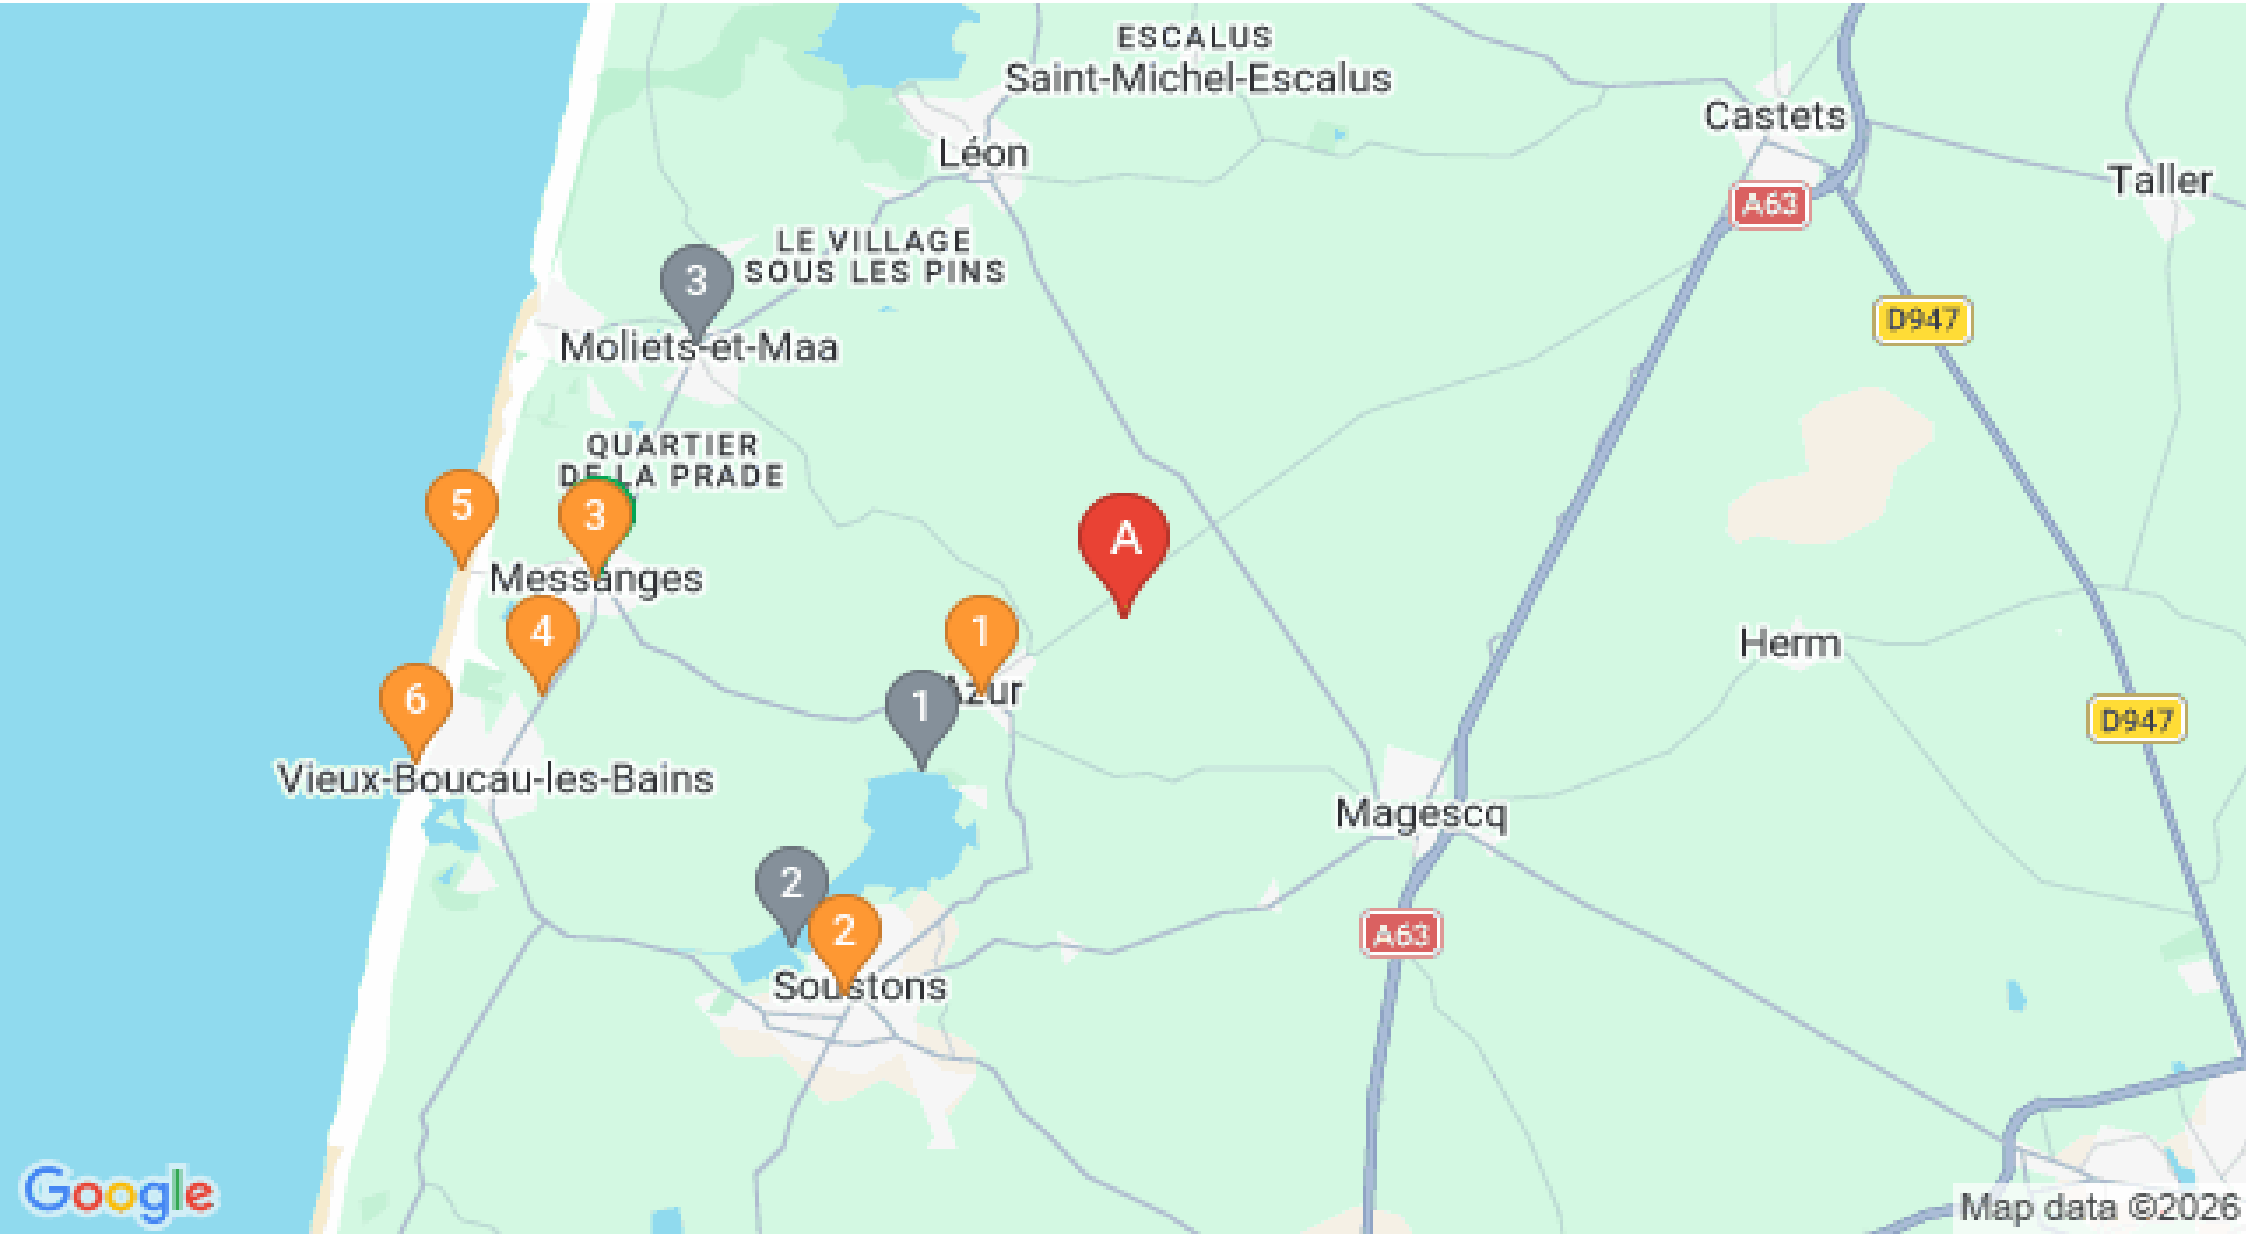 ESCALUS
Saint-Michel-Escalus
Castets
Léon
Taller
A63
LE VILLAGE
SOUS LES PINS
3
D947
Moliets-et-Maa
QUARTIER
DE LA PRADE
5
3
A
Messanges
4
1
Herm
6
1
Azur
D947
Vieux-Boucau-les-Bains
Magescq
2
2
A63
Soustons
Google
Map data ©2026